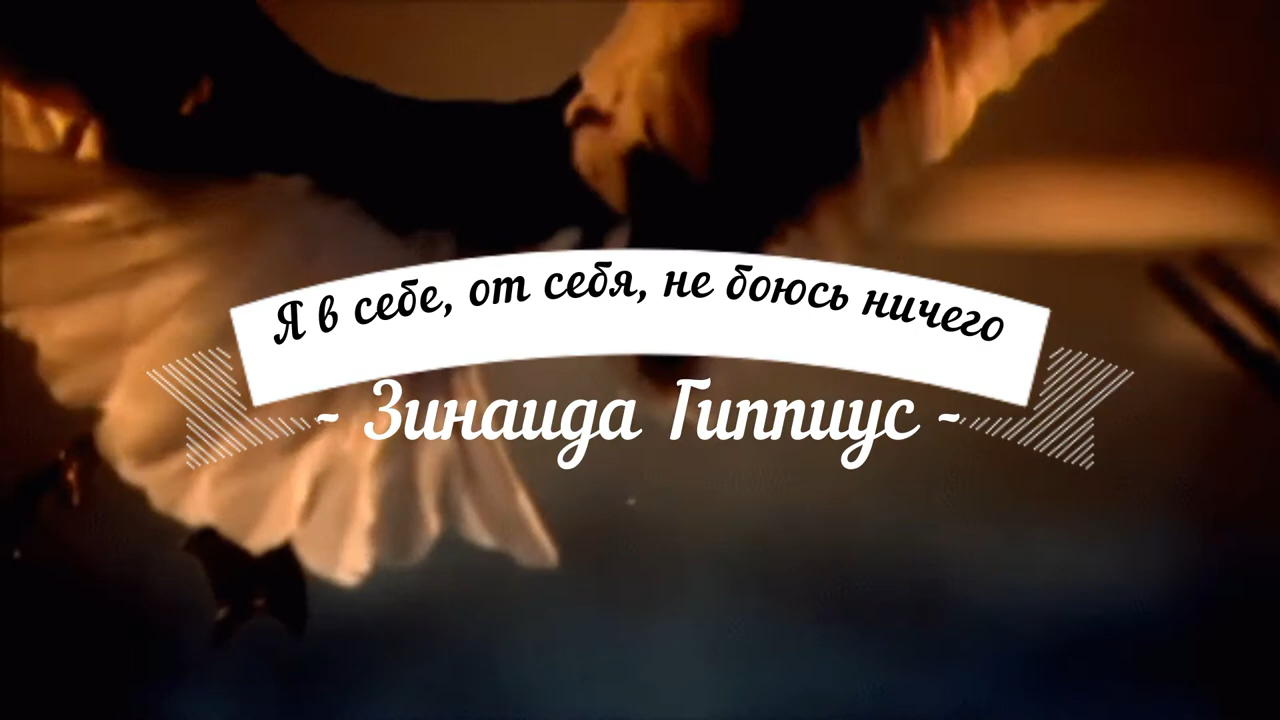 Я в себе, от себя, не боюсь ничего
~ Зинаида Гиппиус ~